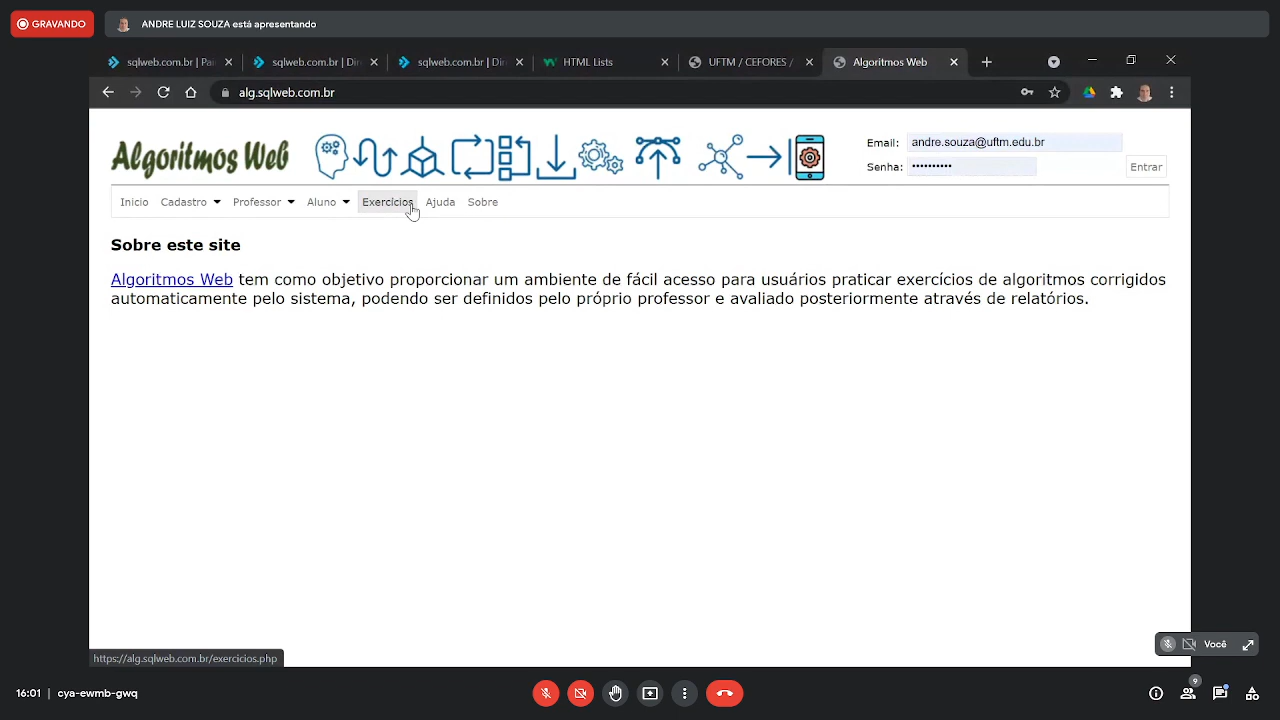 GRAVANDO
ANDRE LUIZ SOUZA está apresentando
sqlweb.com.br | Pai
sqlweb.com.br | Dir
sqlweb.com.br | Dir
HTML Lists
UFTM / CEFORES /
Algoritmos Web
alg.sqlweb.com.br
Algoritmos Web
Email: andre.souza@uftm.edu.br
Senha: ••••••••••
Entrar
Inicio Cadastro Professor Aluno Exercícios Ajuda Sobre
Sobre este site
Algoritmos Web tem como objetivo proporcionar um ambiente de fácil acesso para usuários praticar exercícios de algoritmos corrigidos
automaticamente pelo sistema, podendo ser definidos pelo próprio professor e avaliado posteriormente através de relatórios.
Você
https://alg.sqlweb.com.br/exercicios.php
16:01 | cya-ewmb-gwq
9